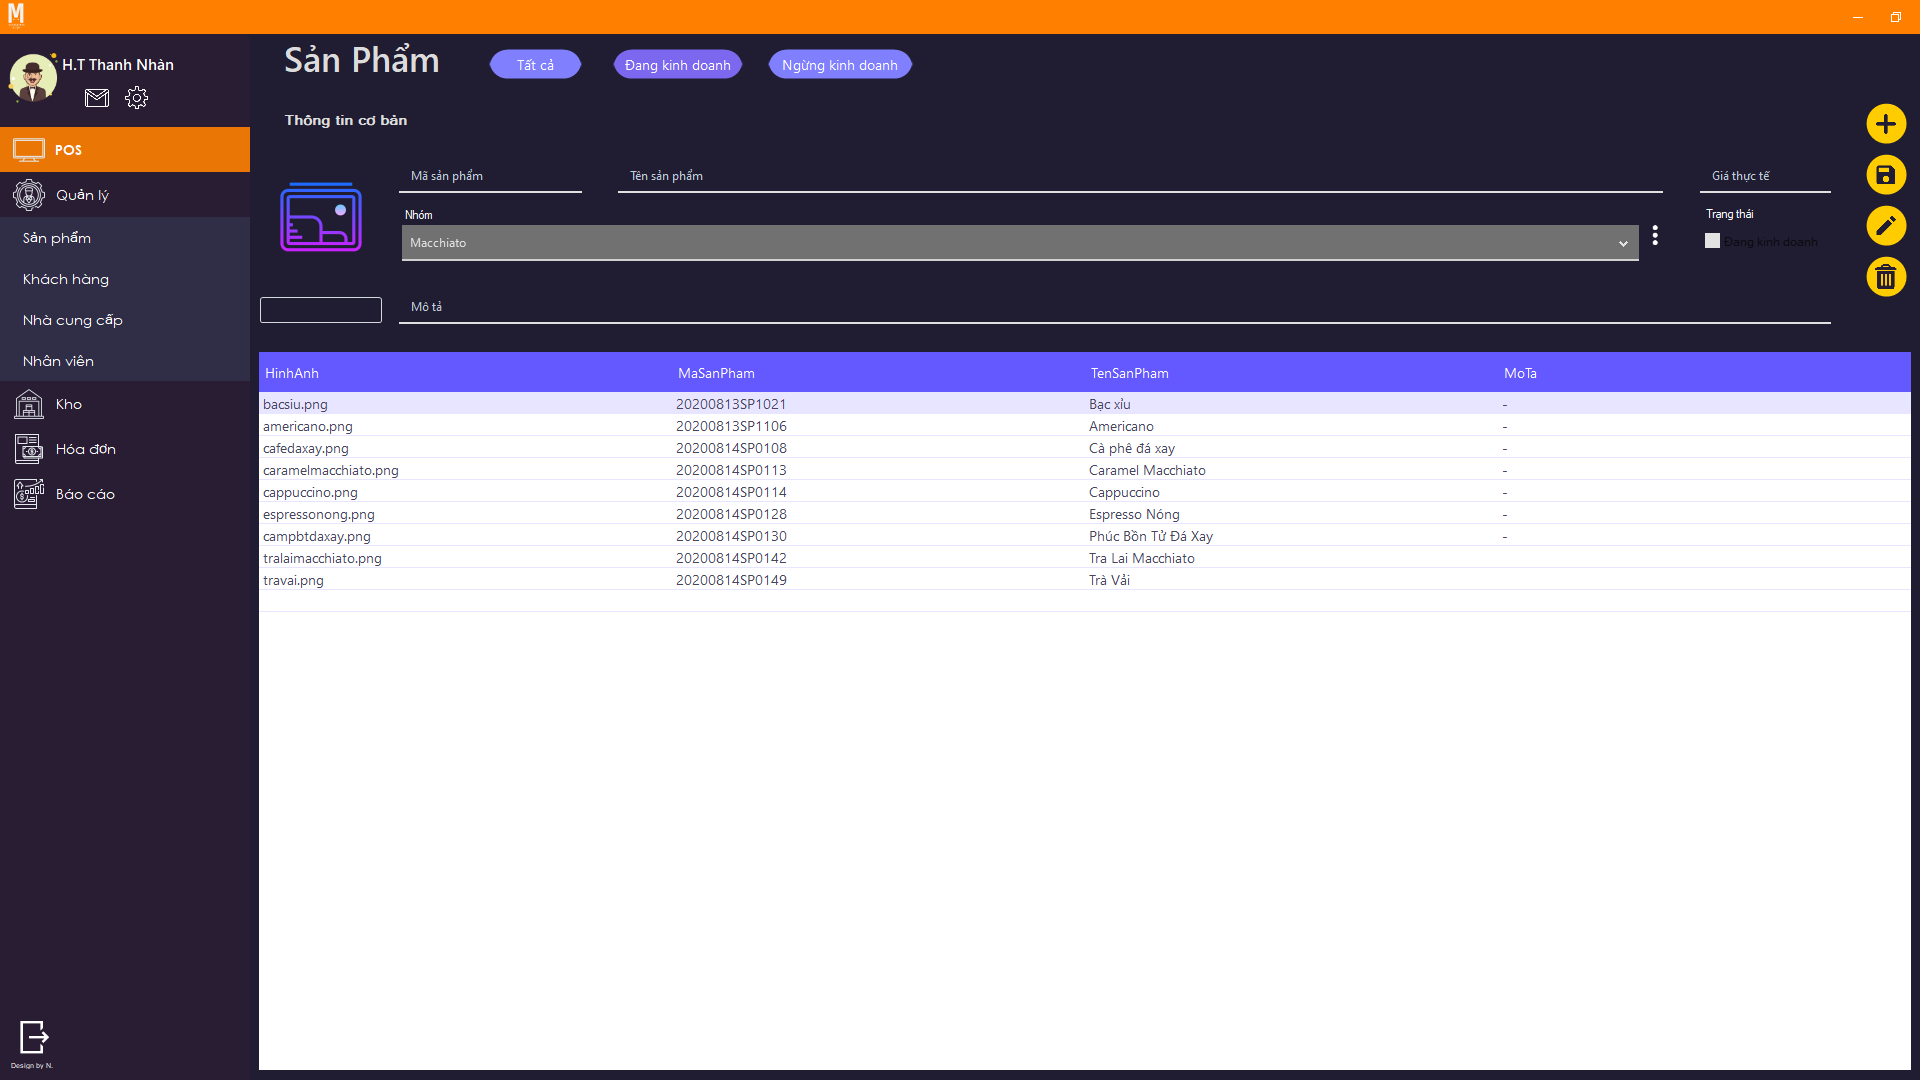 M
H.T Thanh Nhàn
POS
Quản lý
Sản phẩm
Khách hàng
Nhà cung cấp
Nhân viên
Kho
Hóa đơn
Báo cáo
Design by N.
Sản Phẩm
Tất cả
Đang kinh doanh
Ngừng kinh doanh
Thông tin cơ bản
Mã sản phẩm
Tên sản phẩm
Giá thực tế
Nhóm
Macchiato
Trạng thái
Đang kinh doanh
Mô tả
HinhAnh MaSanPham TenSanPham MoTa
bacsiu.png 20200813SP1021 Bạc xỉu -
americano.png 20200813SP1106 Americano -
cafedaxay.png 20200814SP0108 Cà phê đá xay -
caramelmacchiato.png 20200814SP0113 Caramel Macchiato -
cappuccino.png 20200814SP0114 Cappuccino -
espressonong.png 20200814SP0128 Espresso Nóng -
campbtdaxay.png 20200814SP0130 Phúc Bồn Tử Đá Xay -
tralaimacchiato.png 20200814SP0142 Tra Lai Macchiato
travai.png 20200814SP0149 Trà Vải